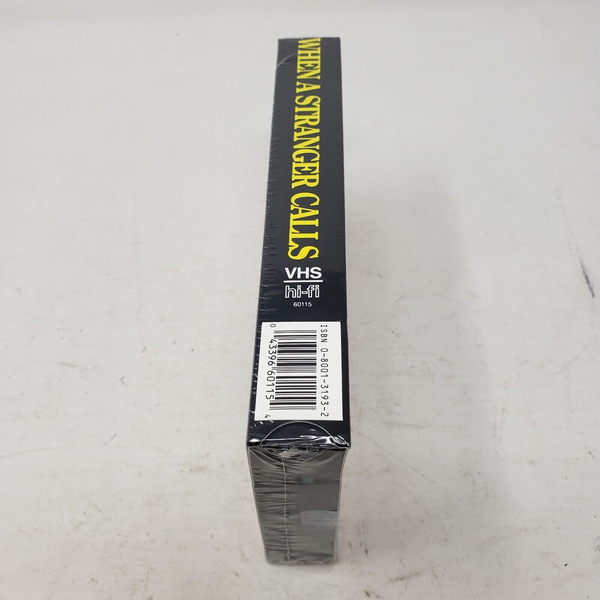 WHEN A STRANGER CALLS
VHS
hi-fi
60115
ISBN 0-8001-3193-2
0 43396 60115 4